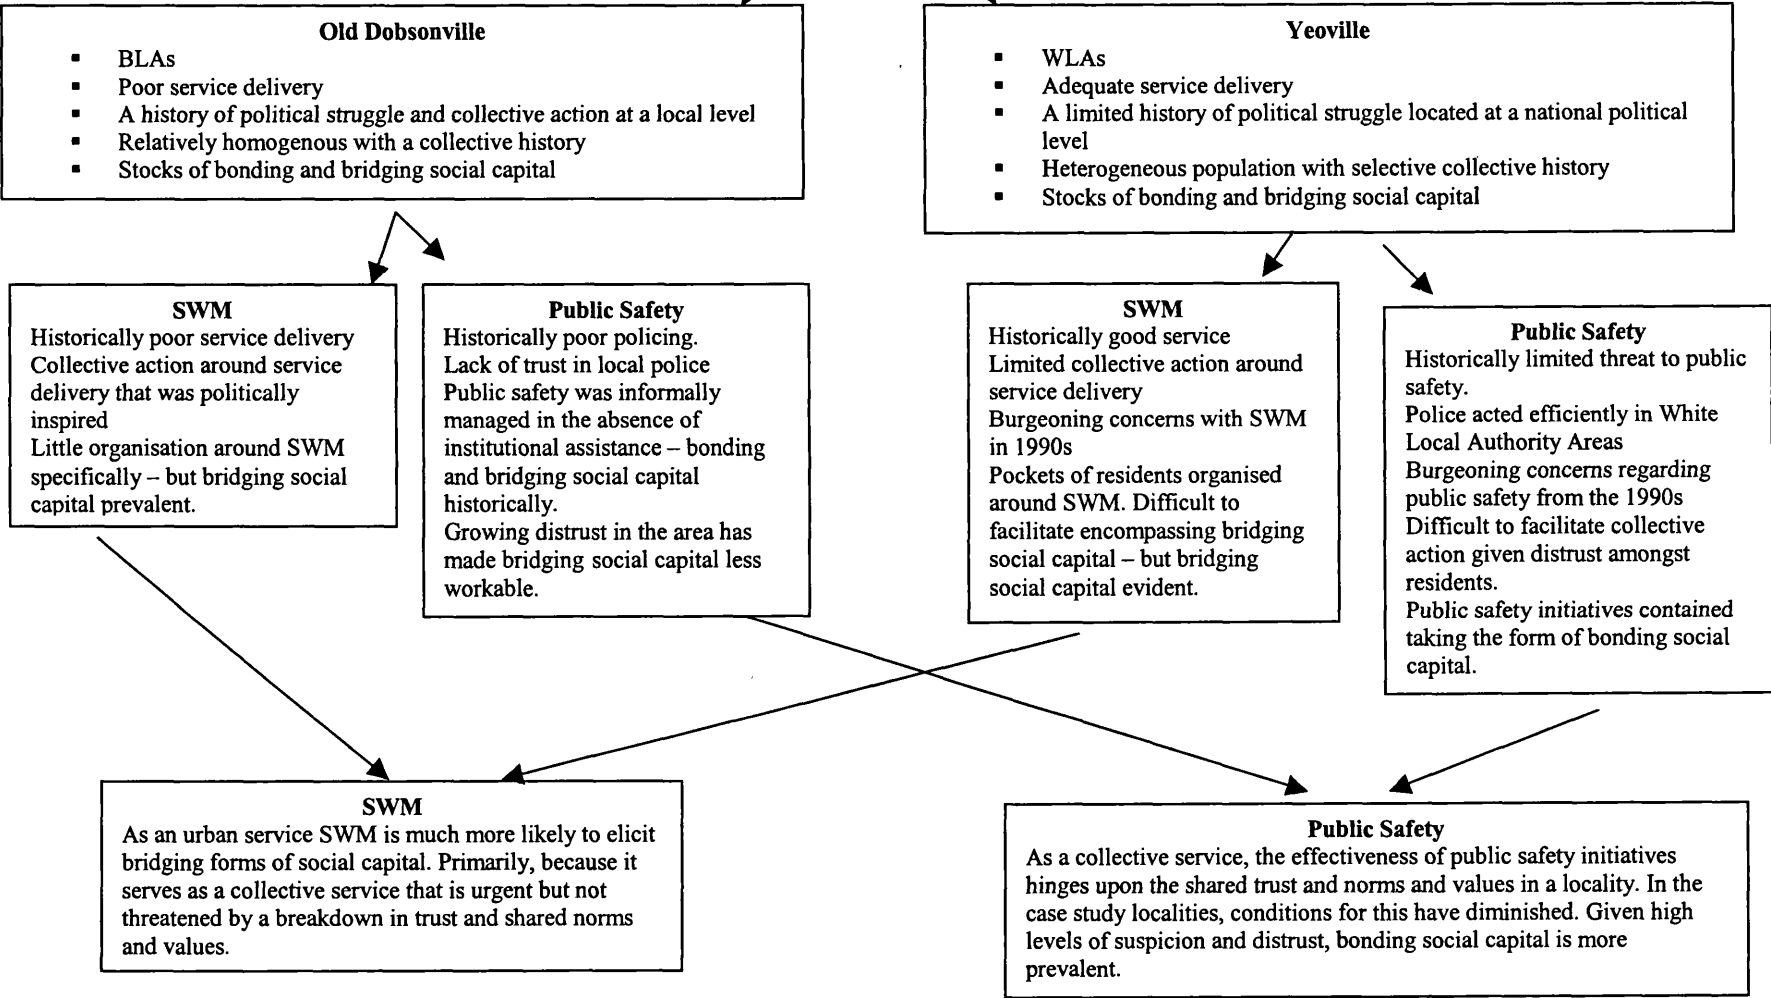 Old Dobsonville
▪ BLAs
▪ Poor service delivery
▪ A history of political struggle and collective action at a local level
▪ Relatively homogenous with a collective history
▪ Stocks of bonding and bridging social capital
Yeoville
▪ WLAs
▪ Adequate service delivery
▪ A limited history of political struggle located at a national political
level
▪ Heterogeneous population with selective collective history
▪ Stocks of bonding and bridging social capital
SWM
Historically poor service delivery
Collective action around service
delivery that was politically
inspired
Little organisation around SWM
specifically – but bridging social
capital prevalent.
Public Safety
Historically poor policing.
Lack of trust in local police
Public safety was informally
managed in the absence of
institutional assistance – bonding
and bridging social capital
historically.
Growing distrust in the area has
made bridging social capital less
workable.
SWM
Historically good service
Limited collective action around
service delivery
Burgeoning concerns with SWM
in 1990s
Pockets of residents organised
around SWM. Difficult to
facilitate encompassing bridging
social capital – but bridging
social capital evident.
Public Safety
Historically limited threat to public
safety.
Police acted efficiently in White
Local Authority Areas
Burgeoning concerns regarding
public safety from the 1990s
Difficult to facilitate collective
action given distrust amongst
residents.
Public safety initiatives contained
taking the form of bonding social
capital.
SWM
As an urban service SWM is much more likely to elicit
bridging forms of social capital. Primarily, because it
serves as a collective service that is urgent but not
threatened by a breakdown in trust and shared norms
and values.
Public Safety
As a collective service, the effectiveness of public safety initiatives
hinges upon the shared trust and norms and values in a locality. In the
case study localities, conditions for this have diminished. Given high
levels of suspicion and distrust, bonding social capital is more
prevalent.